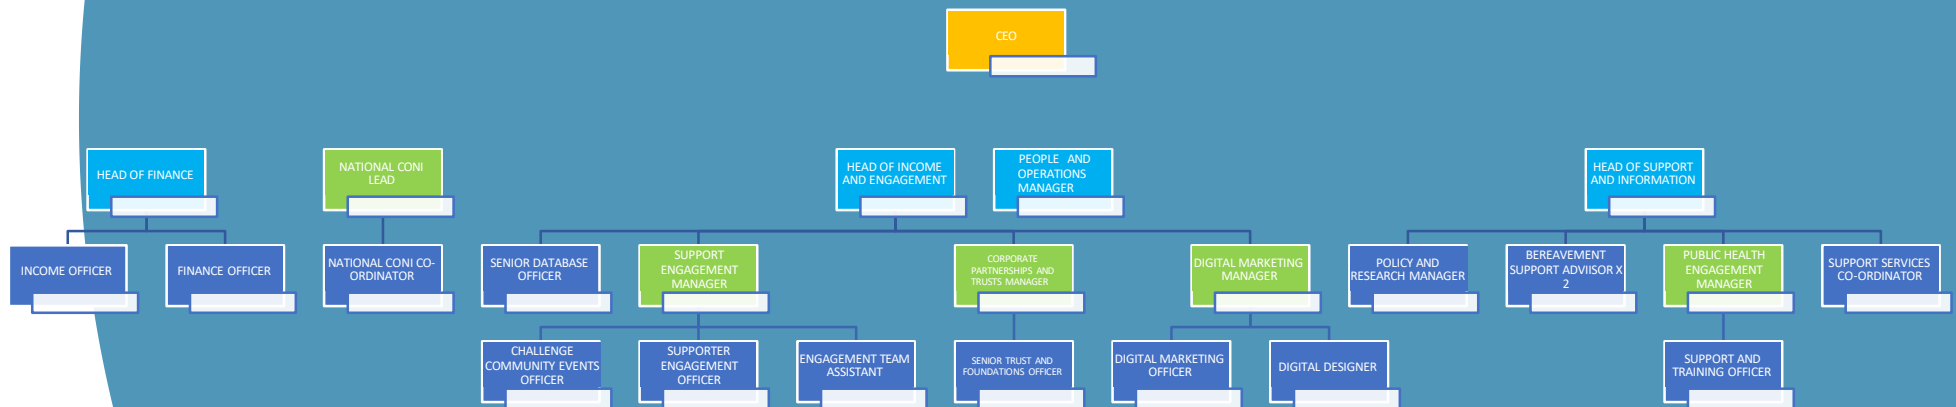 CEO
HEAD OF FINANCE
NATIONAL CONI
LEAD
HEAD OF INCOME
AND ENGAGEMENT
PEOPLE AND
OPERATIONS
MANAGER
HEAD OF SUPPORT
AND INFORMATION
INCOME OFFICER
FINANCE OFFICER
NATIONAL CONI CO-
ORDINATOR
SENIOR DATABASE
OFFICER
SUPPORT
ENGAGEMENT
MANAGER
CORPORATE
PARTNERSHIPS AND
TRUSTS MANAGER
DIGITAL MARKETING
MANAGER
POLICY AND
RESEARCH MANAGER
BEREAVEMENT
SUPPORT ADVIISOR X
2
PUBLIC HEALTH
ENGAGEMENT
MANAGER
SUPPORT SERVICES
CO-ORDINATOR
CHALLENGE
COMMUNITY EVENTS
OFFICER
SUPPORTER
ENGAGEMENT
OFFICER
ENGAGEMENT TEAM
ASSISTANT
SENIOR TRUST AND
FOUNDATIONS OFFICER
DIGITAL MARKETING
OFFICER
DIGITAL DESIGNER
SUPPORT AND
TRAINING OFFICER